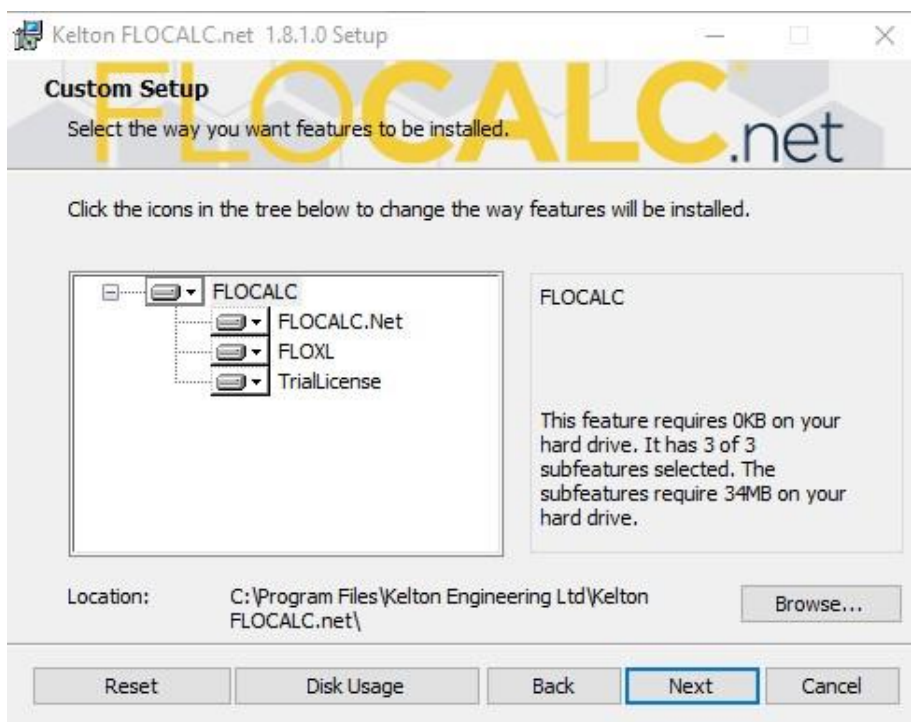 Kelton FLOCALC.net 1.8.1.0 Setup
FLOCALC.net
Custom Setup
Select the way you want features to be installed.
Click the icons in the tree below to change the way features will be installed.
FLOCALC
FLOCALC.Net
FLOXL
TrialLicense
FLOCALC
This feature requires 0KB on your
hard drive. It has 3 of 3
subfeatures selected. The
subfeatures require 34MB on your
hard drive.
Location:
C:\Program Files\Kelton Engineering Ltd\Kelton
FLOCALC.net\
Browse...
Reset
Disk Usage
Back
Next
Cancel